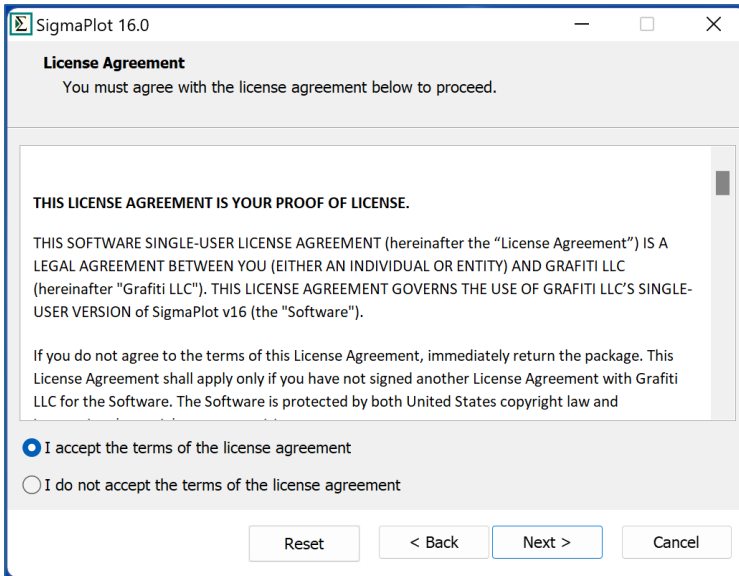 SigmaPlot 16.0
License Agreement
You must agree with the license agreement below to proceed.
THIS LICENSE AGREEMENT IS YOUR PROOF OF LICENSE.
THIS SOFTWARE SINGLE-USER LICENSE AGREEMENT (hereinafter the “License Agreement”) IS A
LEGAL AGREEMENT BETWEEN YOU (EITHER AN INDIVIDUAL OR ENTITY) AND GRAFITI LLC
(hereinafter "Grafiti LLC"). THIS LICENSE AGREEMENT GOVERNS THE USE OF GRAFITI LLC’S SINGLE-
USER VERSION of SigmaPlot v16 (the "Software").
If you do not agree to the terms of this License Agreement, immediately return the package. This
License Agreement shall apply only if you have not signed another License Agreement with Grafiti
LLC for the Software. The Software is protected by both United States copyright law and
I accept the terms of the license agreement
I do not accept the terms of the license agreement
Reset < Back Next > Cancel